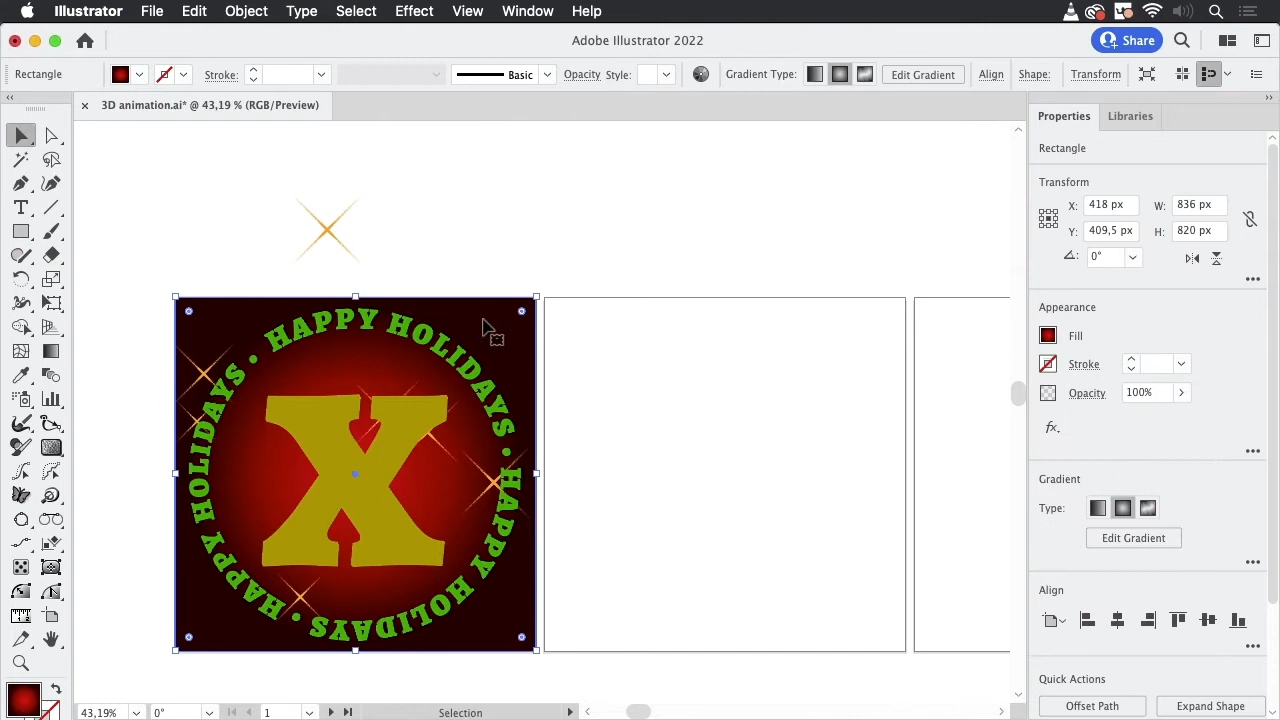 Illustrator File Edit Object Type Select Effect View Window Help
Adobe Illustrator 2022
Share
Rectangle Stroke: Basic Opacity Style: Gradient Type: Edit Gradient Align Shape: Transform
3D animation.ai* @ 43,19 % (RGB/Preview)
Properties Libraries
Rectangle
Transform
X: 418 px W: 836 px
Y: 409,5 px H: 820 px
0°
Appearance
Fill
Stroke
Opacity 100%
fx.
Gradient
Type:
Edit Gradient
Align
Quick Actions
Offset Path Expand Shape
HAPPY HOLIDAYS • HAPPY HOLIDAYS • HAPPY HOLIDAYS •
X
43,19% 0° 1 Selection